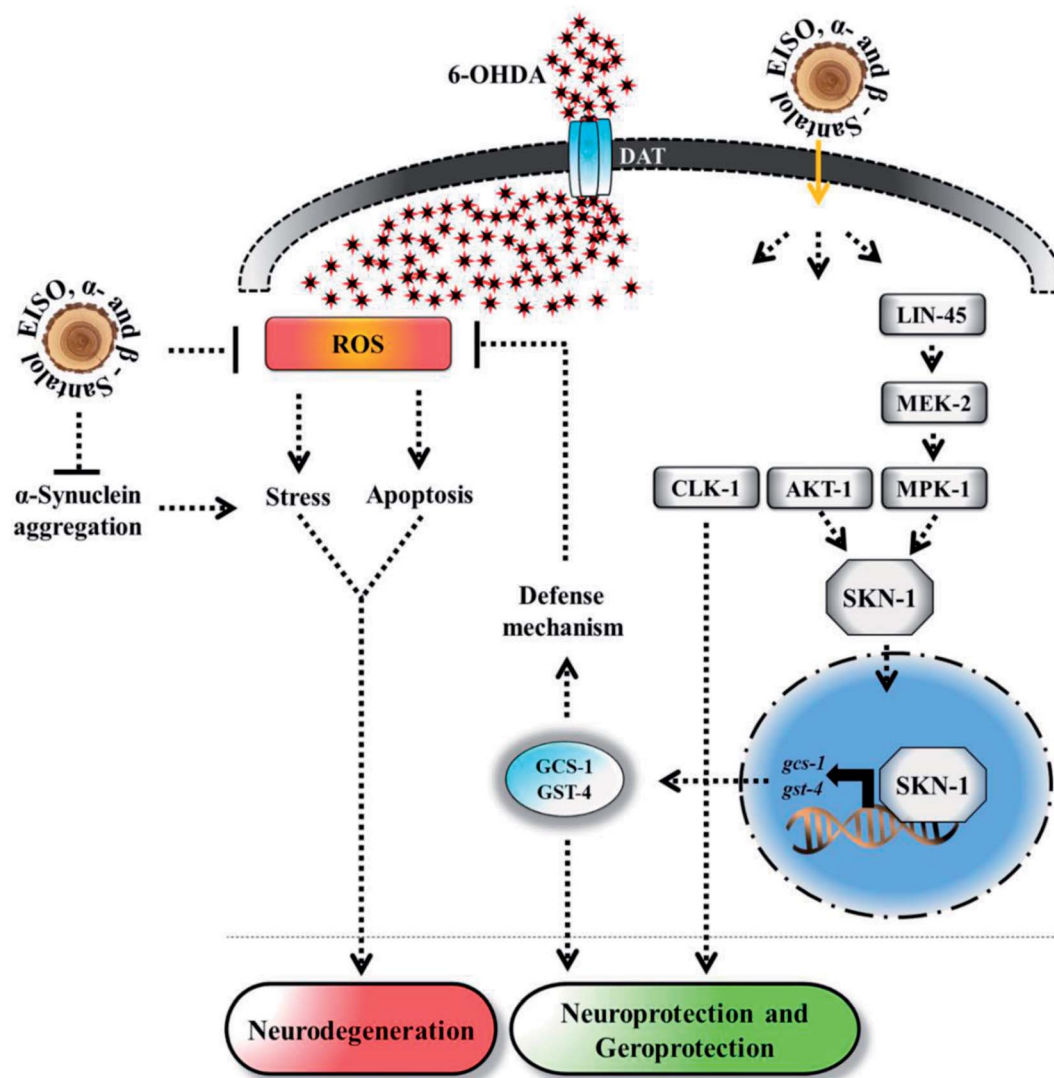 6-OHDA
EISO, α- and
β - Santalol
DAT
EISO, α- and
β - Santalol
ROS
LIN-45
MEK-2
CLK-1
AKT-1
MPK-1
α-Synuclein
aggregation
Stress
Apoptosis
SKN-1
Defense
mechanism
GCS-1
GST-4
gcs-1
gst-4
SKN-1
Neurodegeneration
Neuroprotection and
Geroprotection